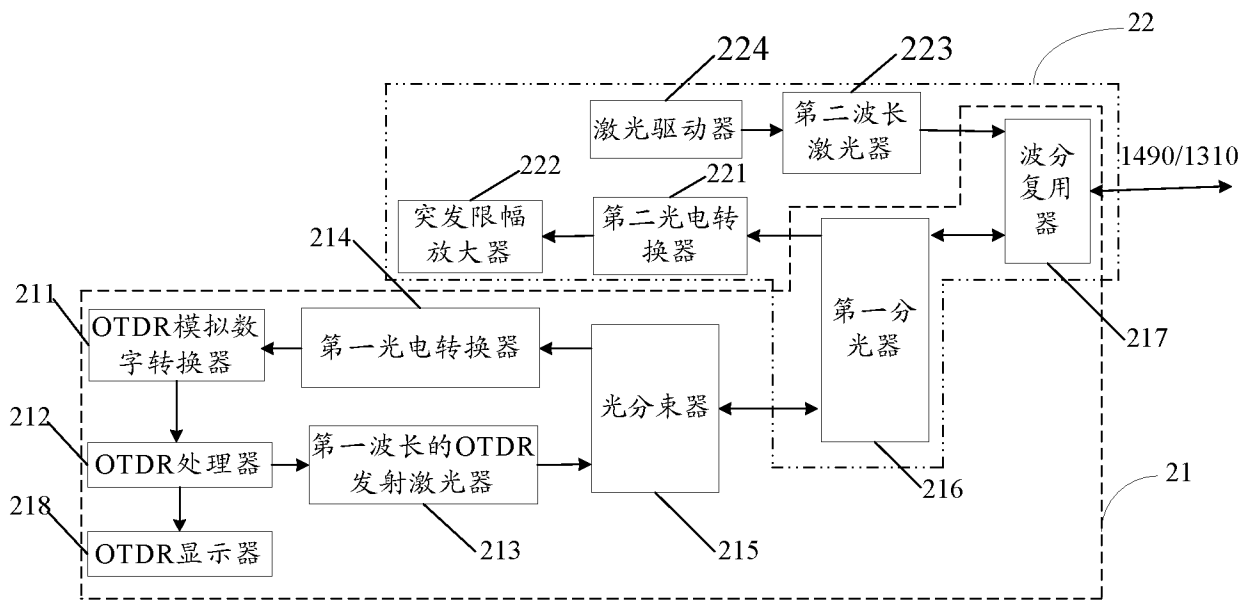 22
224
223
激光驱动器
第二波长
激光器
波分
复用
器
1490/1310
222
221
突发限幅
放大器
第二光电转
换器
214
211
217
OTDR模拟数
字转换器
第一光电转换器
第一分
光器
光分束器
212
OTDR处理器
第一波长的OTDR
发射激光器
216
21
218
OTDR显示器
213
215